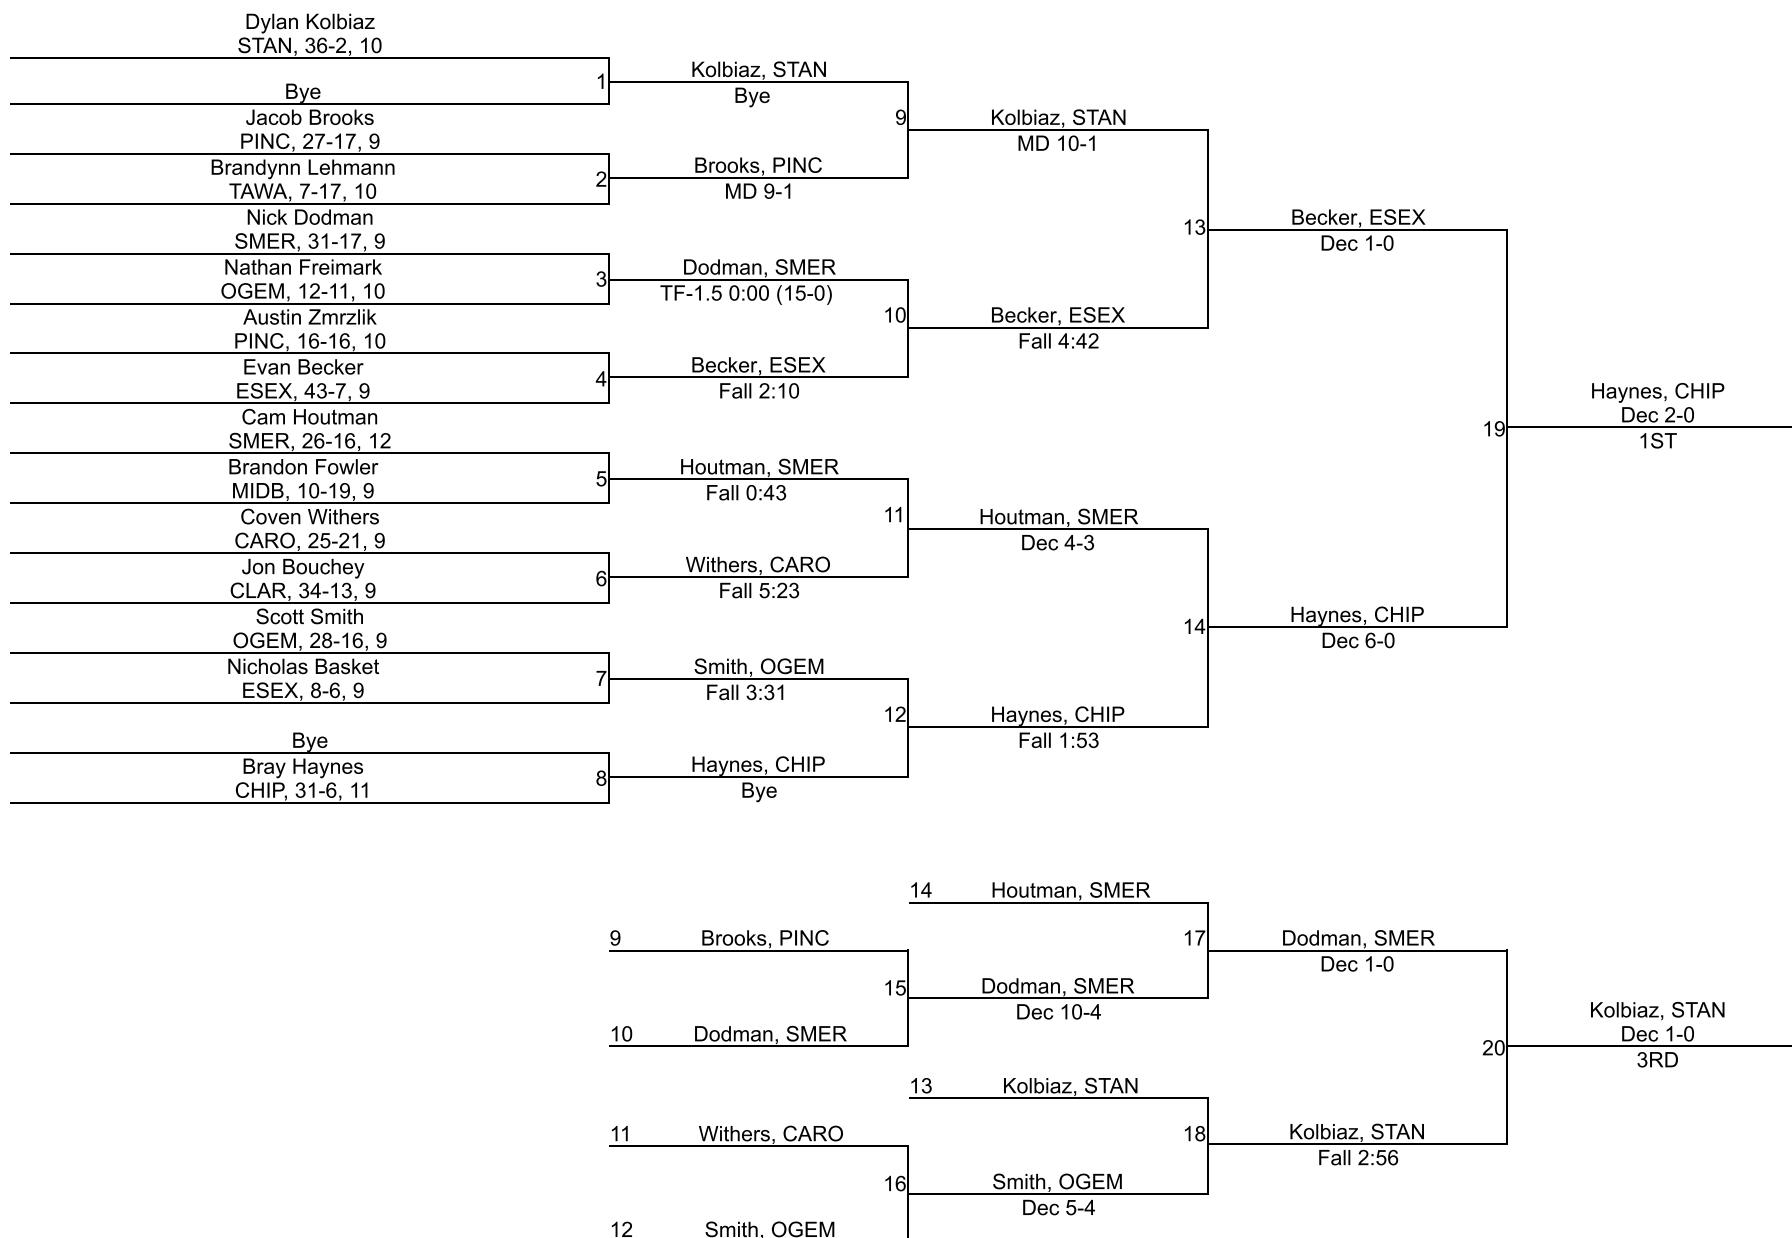 Dylan Kolbiaz
STAN, 36-2, 10
Bye
1
Jacob Brooks
PINC, 27-17, 9
Brandynn Lehmann
TAWA, 7-17, 10
2
Nick Dodman
SMER, 31-17, 9
Nathan Freimark
OGEM, 12-11, 10
3
Austin Zmrzlik
PINC, 16-16, 10
Evan Becker
ESEX, 43-7, 9
4
Cam Houtman
SMER, 26-16, 12
Brandon Fowler
MIDB, 10-19, 9
5
Coven Withers
CARO, 25-21, 9
Jon Bouchey
CLAR, 34-13, 9
6
Scott Smith
OGEM, 28-16, 9
Nicholas Basket
ESEX, 8-6, 9
7
Bye
Bray Haynes
CHIP, 31-6, 11
8
Kolbiaz, STAN
Bye
9
Brooks, PINC
MD 9-1
Dodman, SMER
TF-1.5 0:00 (15-0)
10
Becker, ESEX
Fall 2:10
Houtman, SMER
Fall 0:43
11
Withers, CARO
Fall 5:23
Smith, OGEM
Fall 3:31
12
Haynes, CHIP
Bye
Kolbiaz, STAN
MD 10-1
13
Becker, ESEX
Fall 4:42
Houtman, SMER
Dec 4-3
14
Haynes, CHIP
Fall 1:53
Becker, ESEX
Dec 1-0
19
Haynes, CHIP
Dec 6-0
Haynes, CHIP
Dec 2-0
1ST
9 Brooks, PINC
15
10 Dodman, SMER
11 Withers, CARO
16
12 Smith, OGEM
14 Houtman, SMER
17
Dodman, SMER
Dec 10-4
13 Kolbiaz, STAN
18
Smith, OGEM
Dec 5-4
Dodman, SMER
Dec 1-0
20
Kolbiaz, STAN
Fall 2:56
Kolbiaz, STAN
Dec 1-0
3RD